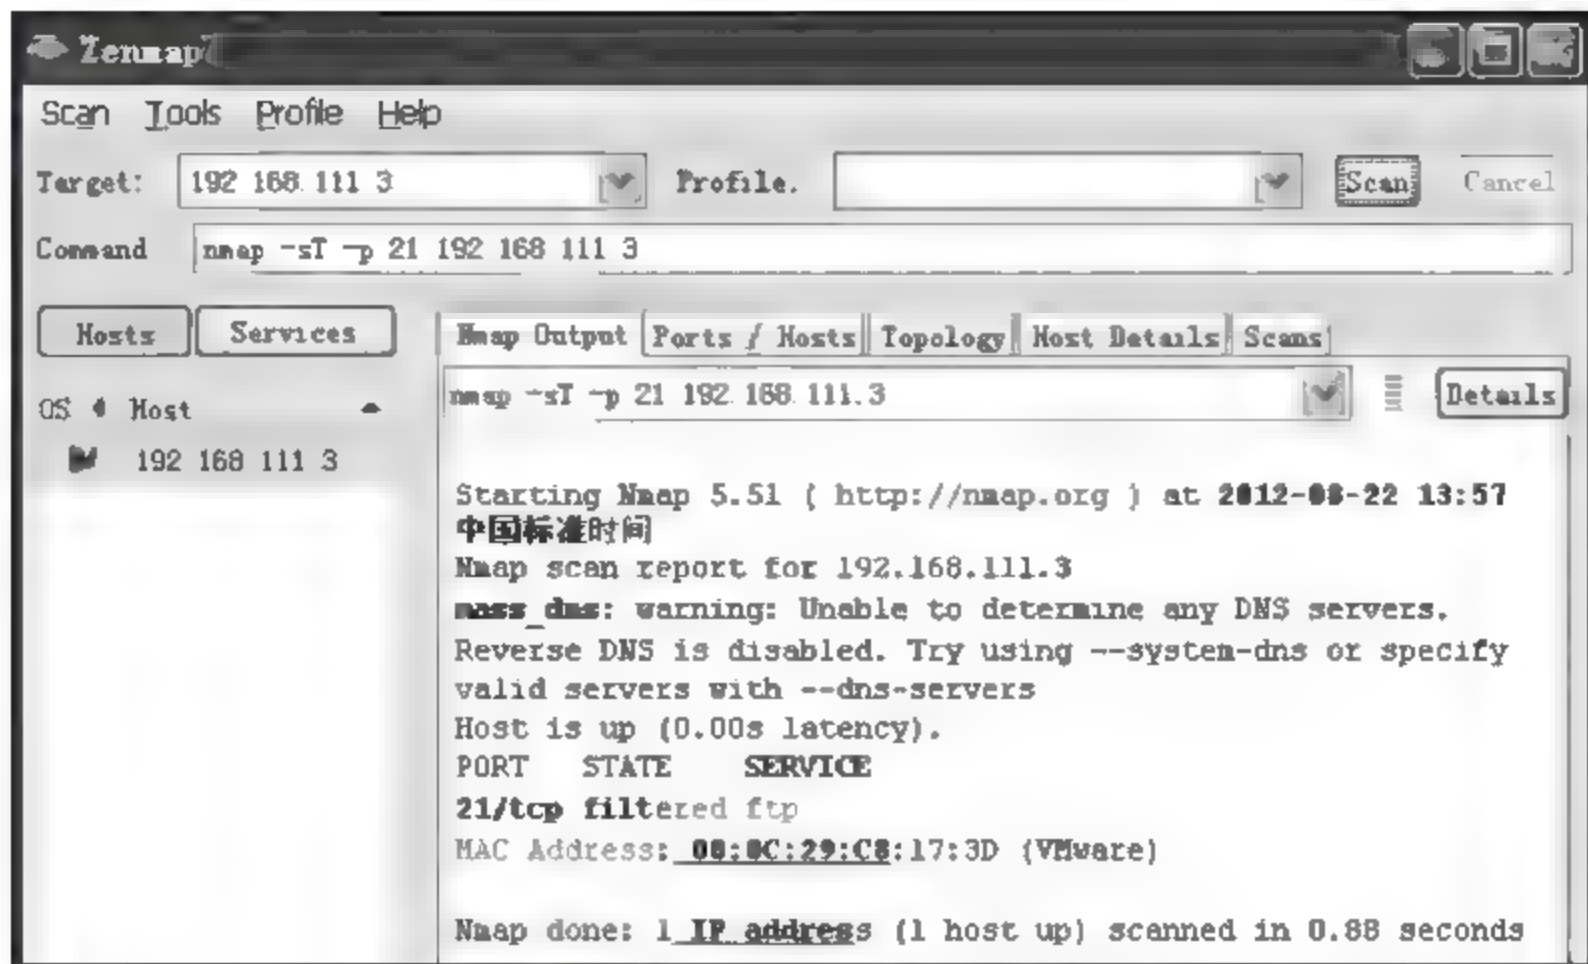 Zenmap
Scan Tools Profile Help
Target: 192 168 111 3 Profile. Scan Cancel
Command nmap -sT -p 21 192 168 111 3
Hosts Services Nmap Output Ports / Hosts Topology Host Details Scans
nmap -sT -p 21 192 168 111.3 Details
OS Host
192 168 111 3
Starting Nmap 5.51 ( http://nmap.org ) at 2012-08-22 13:57
中国标准时间
Nmap scan report for 192.168.111.3
mass_dns: warning: Unable to determine any DNS servers.
Reverse DNS is disabled. Try using --system-dns or specify
valid servers with --dns-servers
Host is up (0.00s latency).
PORT STATE SERVICE
21/tcp filtered ftp
MAC Address: 00:0C:29:C8:17:3D (VMware)
Nmap done: 1 IP address (1 host up) scanned in 0.88 seconds